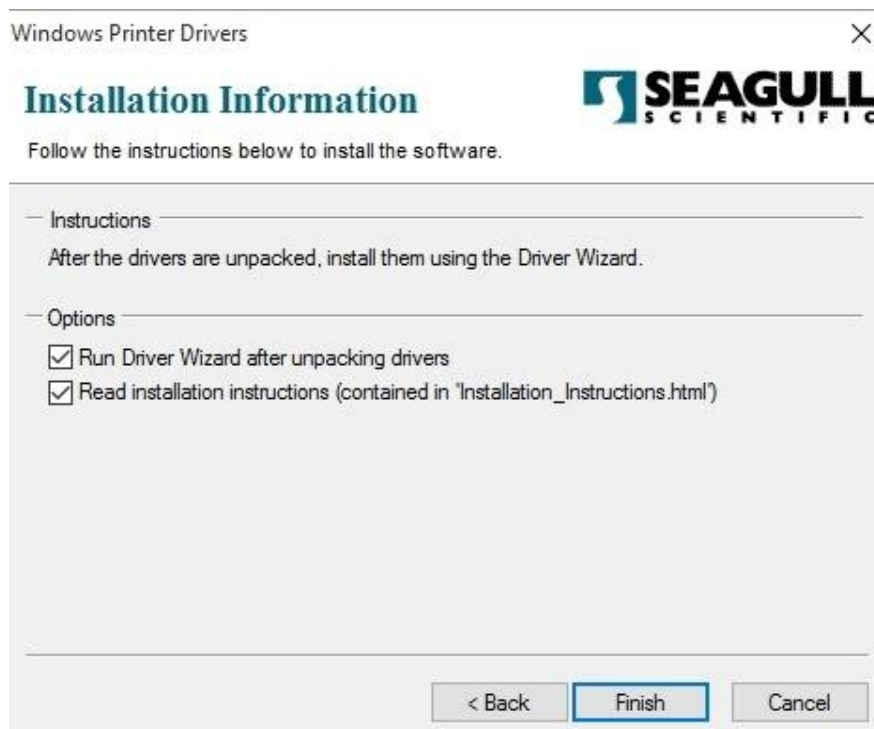 Windows Printer Drivers
Installation Information
SEAGULL
SCIENTIFIC
Follow the instructions below to install the software.
Instructions
After the drivers are unpacked, install them using the Driver Wizard.
Options
Run Driver Wizard after unpacking drivers
Read installation instructions (contained in 'Installation_Instructions.html')
< Back Finish Cancel